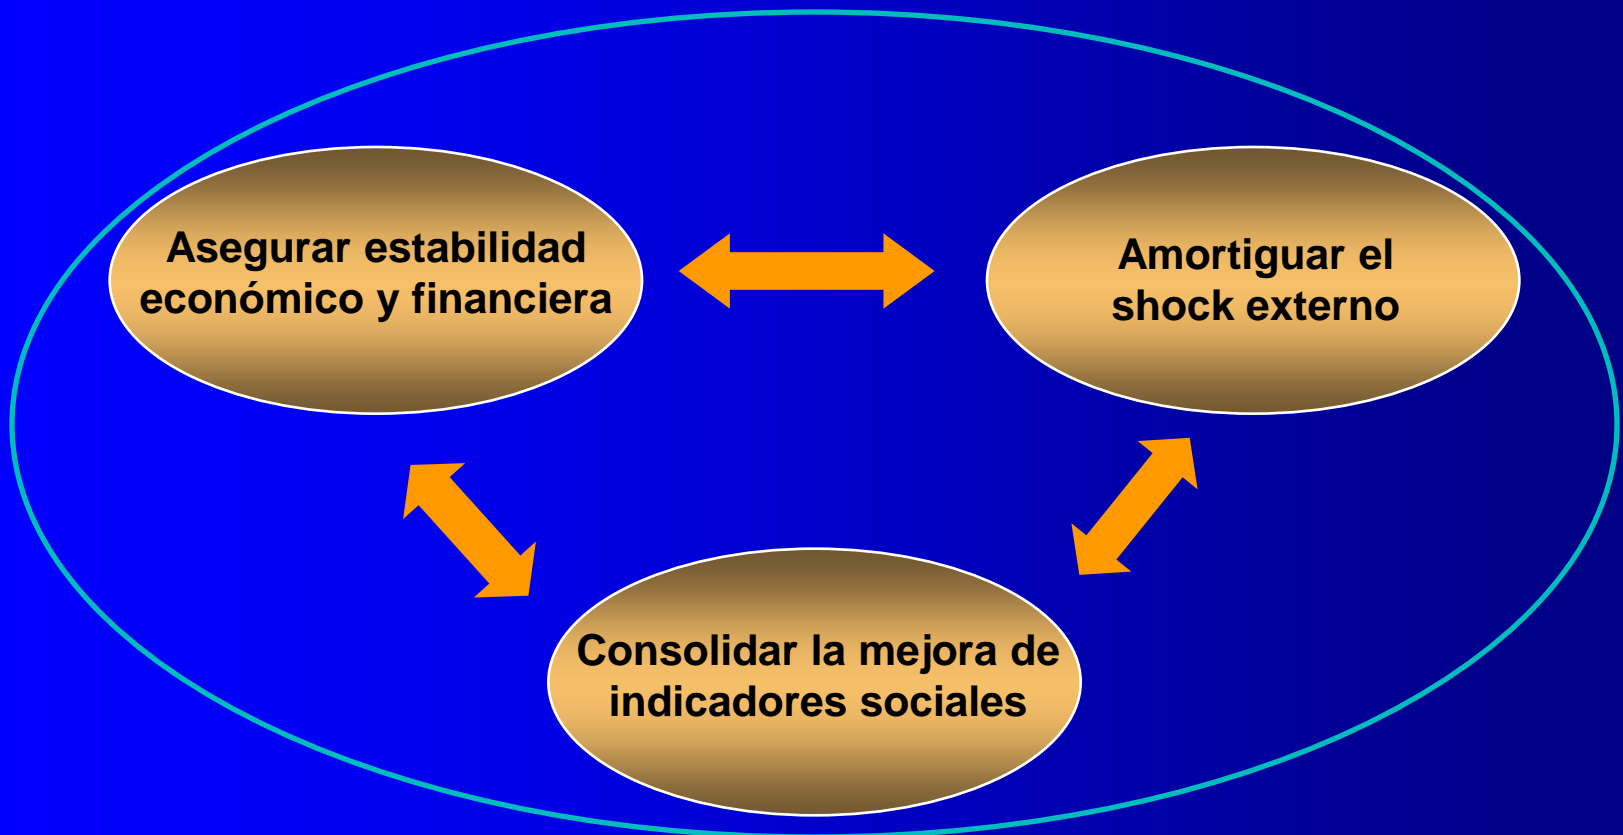 Asegurar estabilidad
económico y financiera
Amortiguar el
shock externo
Consolidar la mejora de
indicadores sociales